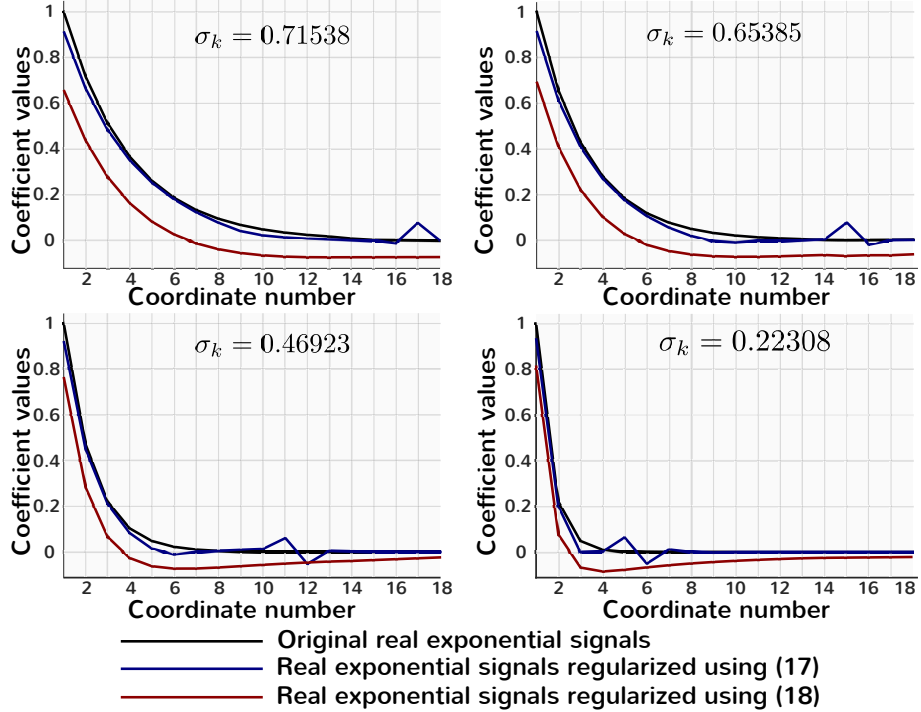 σ_k = 0.71538
Coefficient values
1
0.8
0.6
0.4
0.2
0
2 4 6 8 10 12 14 16 18
Coordinate number
σ_k = 0.65385
Coefficient values
1
0.8
0.6
0.4
0.2
0
2 4 6 8 10 12 14 16 18
Coordinate number
σ_k = 0.46923
Coefficient values
1
0.8
0.6
0.4
0.2
0
2 4 6 8 10 12 14 16 18
Coordinate number
σ_k = 0.22308
Coefficient values
1
0.8
0.6
0.4
0.2
0
2 4 6 8 10 12 14 16 18
Coordinate number
Original real exponential signals
Real exponential signals regularized using (17)
Real exponential signals regularized using (18)